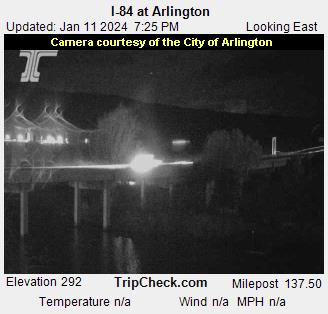 I-84 at Arlington
Updated: Jan 11 2024 7:25 PM Looking East
Camera courtesy of the City of Arlington
Elevation 292 TripCheck.com Milepost 137.50
Temperature n/a Wind n/a MPH n/a